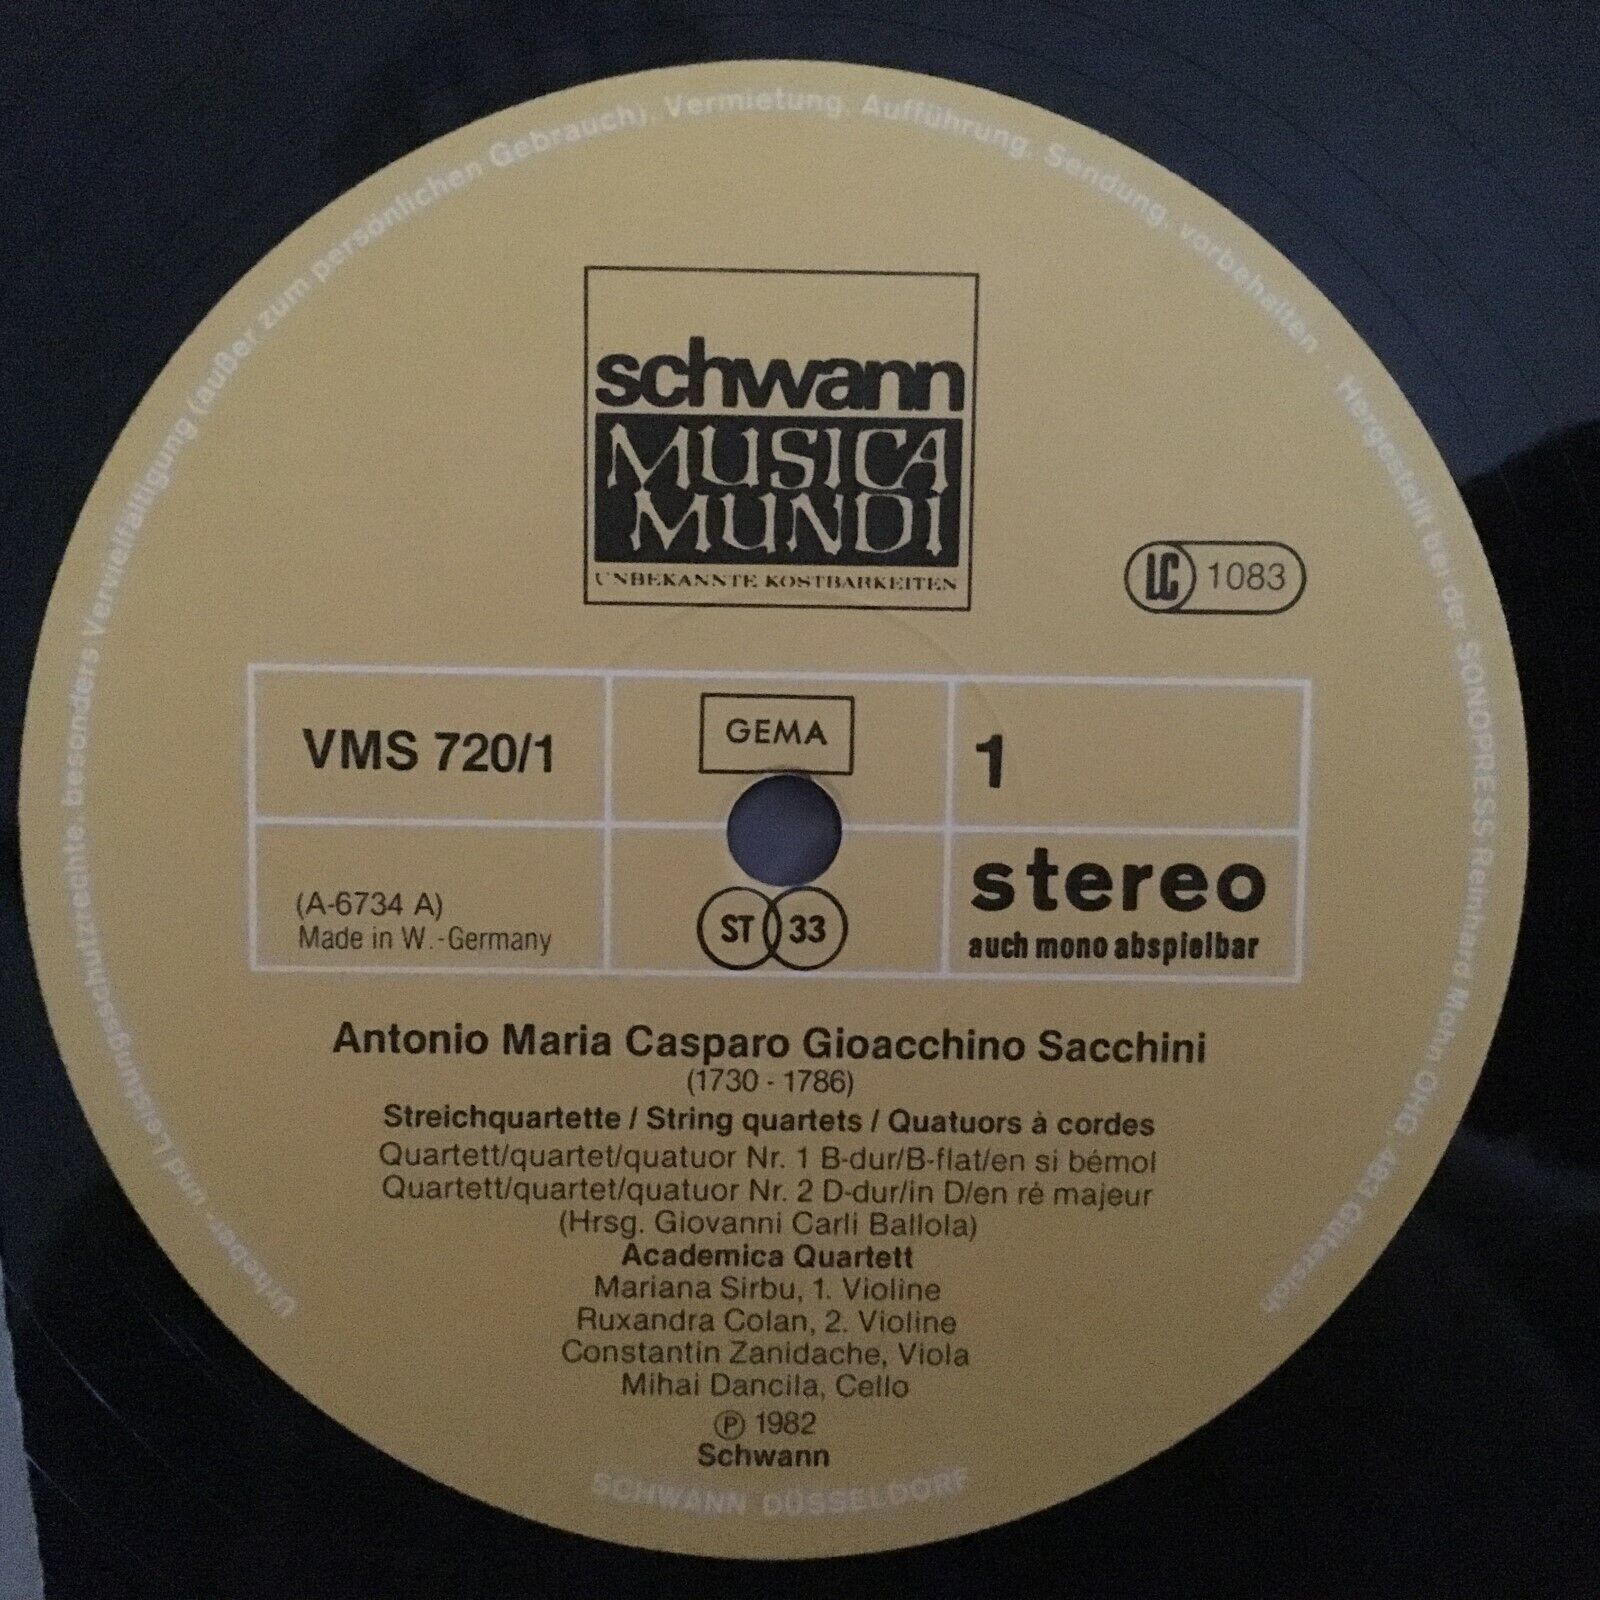 Urheber- und Leistungsschutzrechte, besonders Vervielfältigung (außer zum persönlichen Gebrauch), Vermietung, Aufführung, Sendung, vorbehalten · Hergestellt bei der SONOPRESS Reinhard Mohn OHG, 483 Gütersloh
schwann
MUSICA
MUNDI
UNBEKANNTE KOSTBARKEITEN
LC 1083
VMS 720/1
GEMA
1
(A-6734 A)
Made in W.-Germany
ST 33
stereo
auch mono abspielbar
Antonio Maria Casparo Gioacchino Sacchini
(1730 - 1786)
Streichquartette / String quartets / Quatuors à cordes
Quartett/quartet/quatuor Nr. 1 B-dur/B-flat/en si bémol
Quartett/quartet/quatuor Nr. 2 D-dur/in D/en ré majeur
(Hrsg. Giovanni Carli Ballola)
Academica Quartett
Mariana Sirbu, 1. Violine
Ruxandra Colan, 2. Violine
Constantin Zanidache, Viola
Mihai Dancila, Cello
Ⓟ 1982
Schwann
SCHWANN DÜSSELDORF